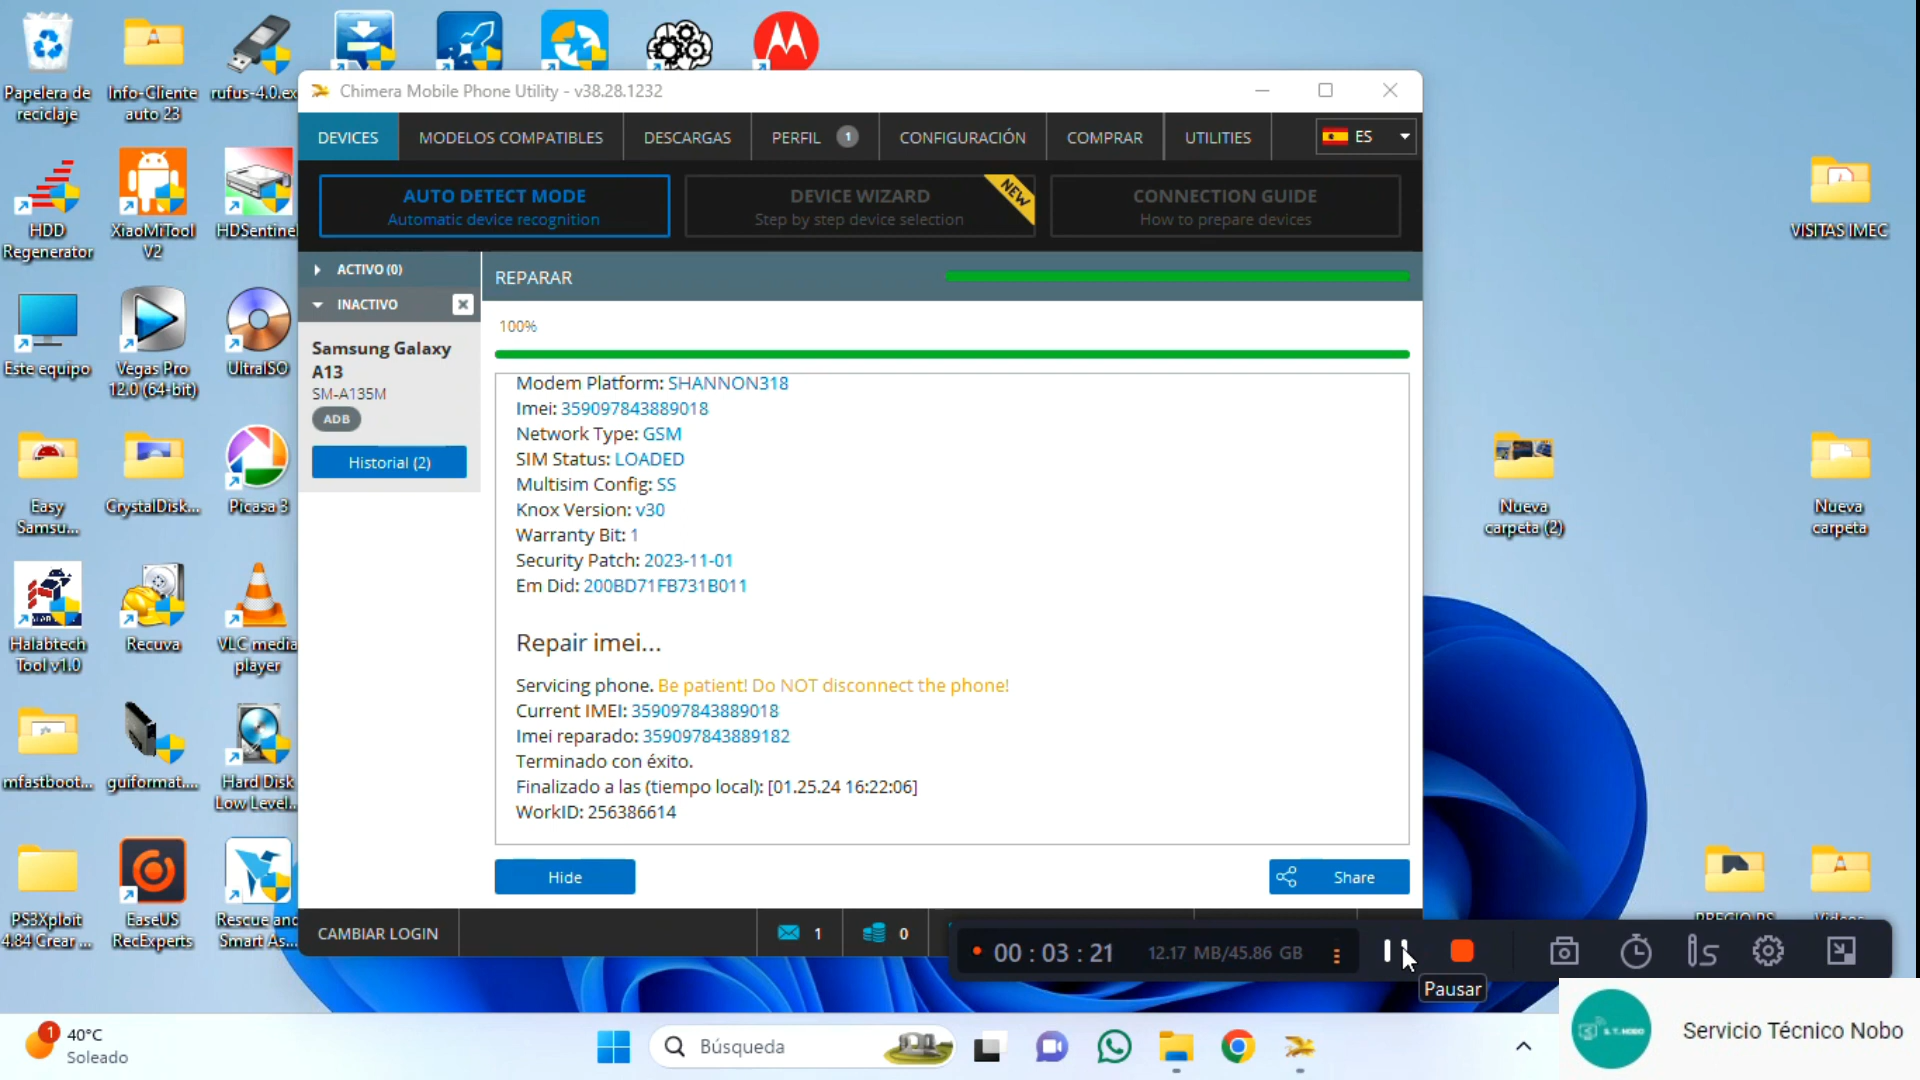 Papelera de
reciclaje
Info-Cliente
auto 23
rufus-4.0.ex
HDD
Regenerator
XiaoMiTool
V2
HDSentinel
Este equipo
Vegas Pro
12.0 (64-bit)
UltraISO
Easy
Samsu...
CrystalDisk...
Picasa 3
Halabtech
Tool v1.0
Recuva
VLC media
player
mfastboot...
guiformat....
Hard Disk
Low Level...
PS3Xploit
4.84 Crear ...
EaseUS
RecExperts
Rescue and
Smart As...
Chimera Mobile Phone Utility - v38.28.1232
DEVICES
MODELOS COMPATIBLES
DESCARGAS
PERFIL 1
CONFIGURACIÓN
COMPRAR
UTILITIES
ES
AUTO DETECT MODE
Automatic device recognition
DEVICE WIZARD
Step by step device selection
NEW
CONNECTION GUIDE
How to prepare devices
ACTIVO (0)
INACTIVO
Samsung Galaxy
A13
SM-A135M
ADB
Historial (2)
REPARAR
100%
Modem Platform: SHANNON318
Imei: 359097843889018
Network Type: GSM
SIM Status: LOADED
Multisim Config: SS
Knox Version: v30
Warranty Bit: 1
Security Patch: 2023-11-01
Em Did: 200BD71FB731B011
Repair imei...
Servicing phone. Be patient! Do NOT disconnect the phone!
Current IMEI: 359097843889018
Imei reparado: 359097843889182
Terminado con éxito.
Finalizado a las (tiempo local): [01.25.24 16:22:06]
WorkID: 256386614
Hide
Share
CAMBIAR LOGIN
1
0
VISITAS IMEC
Nueva
carpeta (2)
Nueva
carpeta
00 : 03 : 21
12.17 MB/45.86 GB
Pausar
1
40°C
Soleado
Búsqueda
S. T. NOBO
Servicio Técnico Nobo